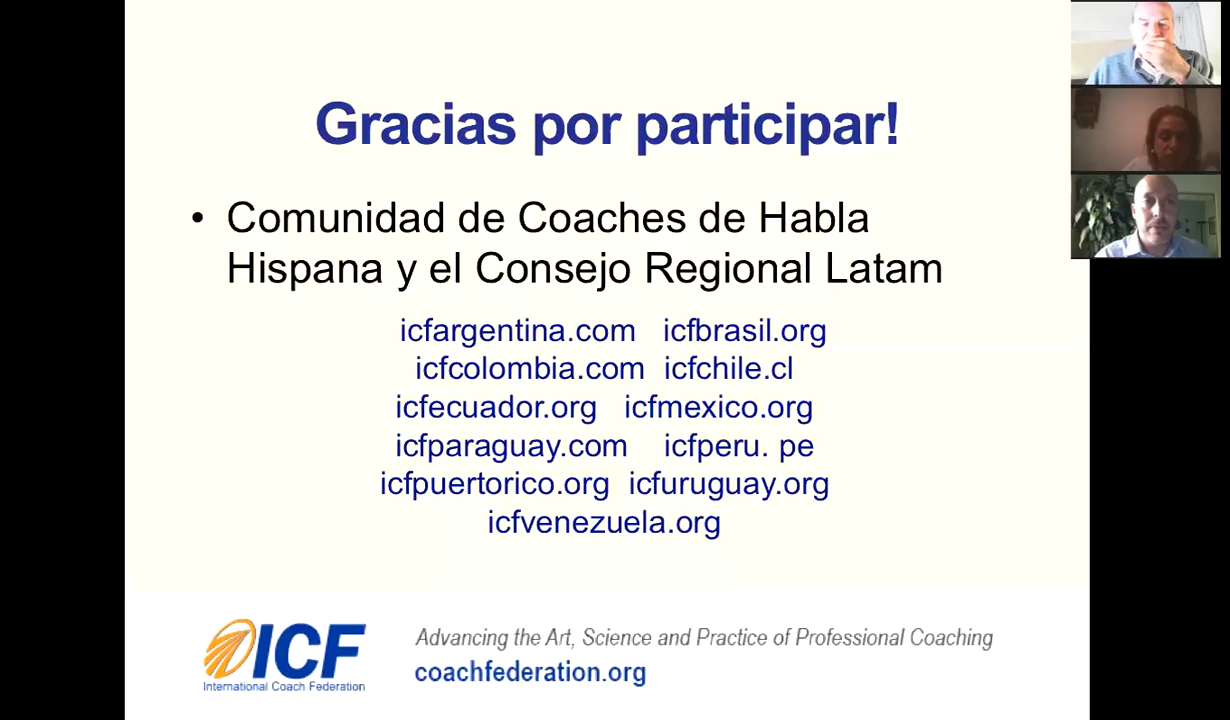 Gracias por participar!
• Comunidad de Coaches de Habla
Hispana y el Consejo Regional Latam
icfargentina.com icfbrasil.org
icfcolombia.com icfchile.cl
icfecuador.org icfmexico.org
icfparaguay.com icfperu. pe
icfpuertorico.org icfuruguay.org
icfvenezuela.org
ICF
International Coach Federation
Advancing the Art, Science and Practice of Professional Coaching
coachfederation.org